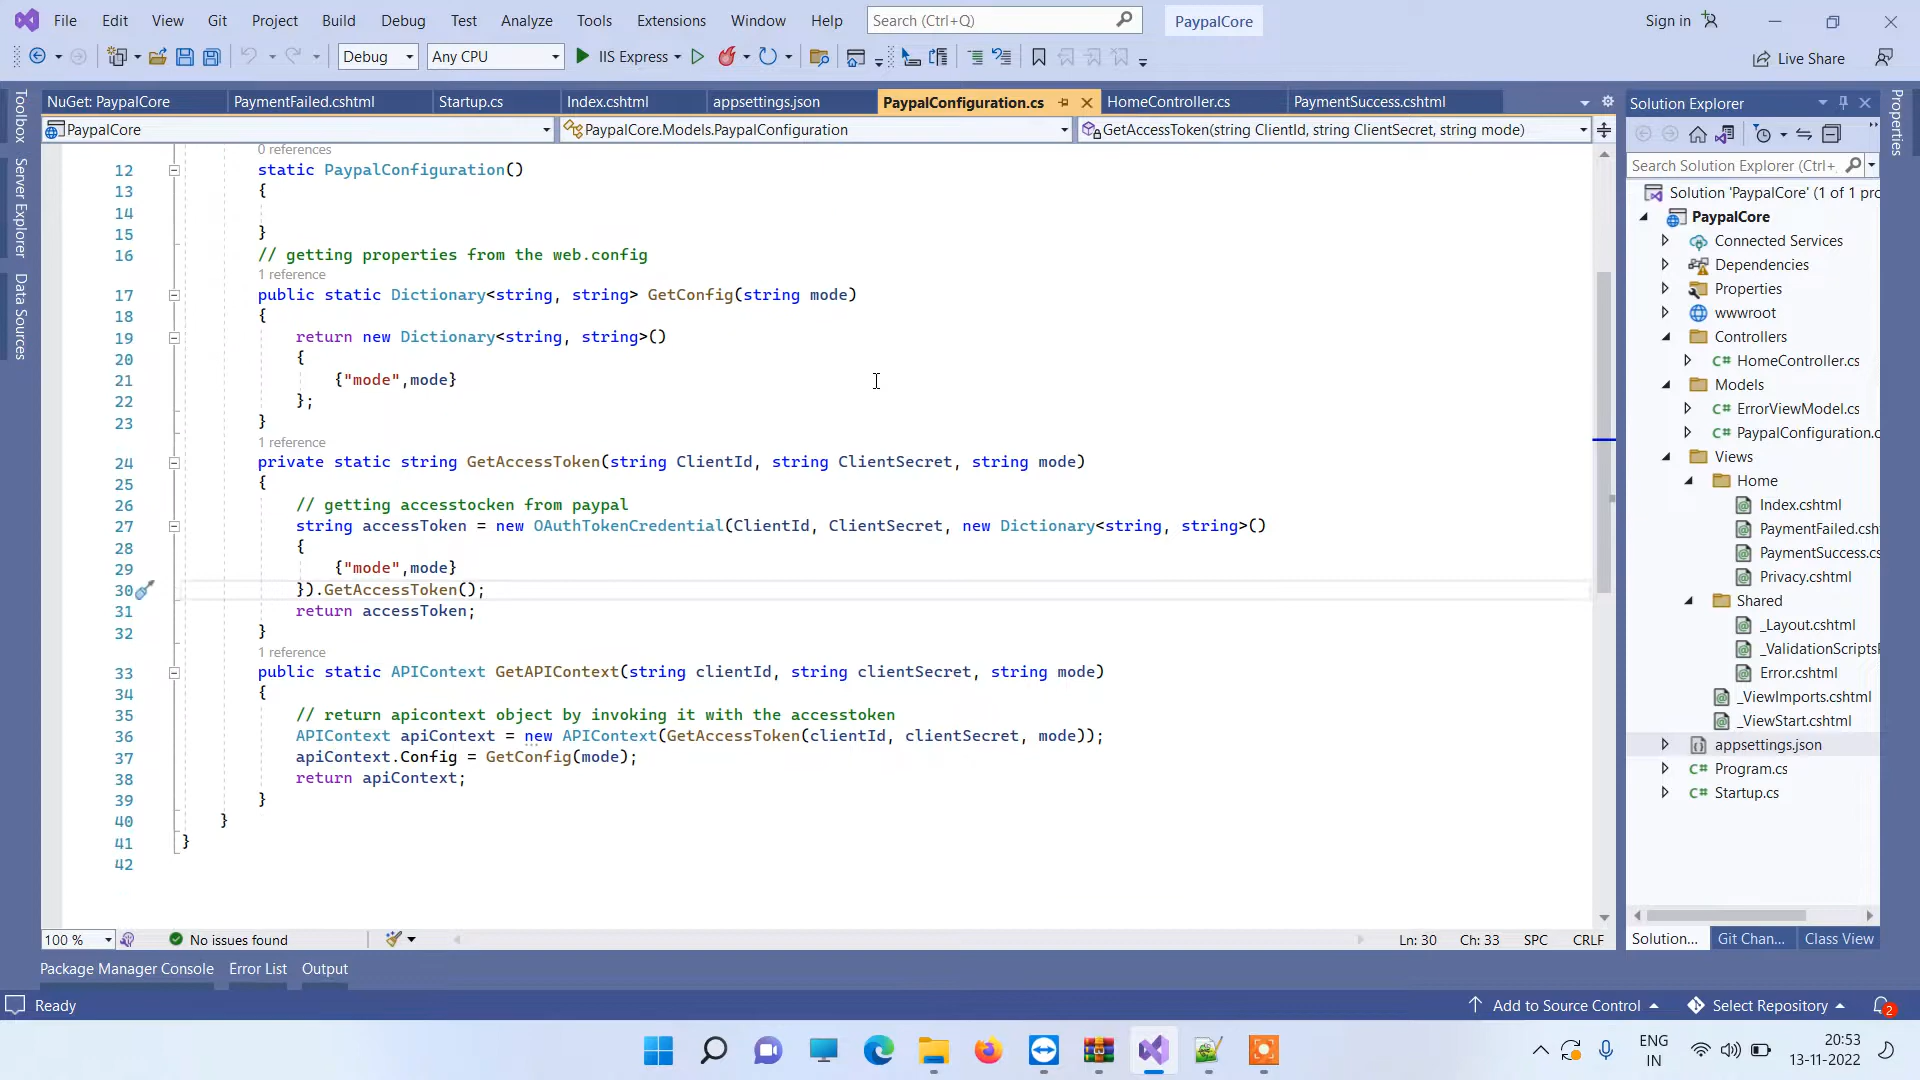 File Edit View Git Project Build Debug Test Analyze Tools Extensions Window Help Search (Ctrl+Q) PaypalCore Sign in
Debug Any CPU IIS Express Live Share
NuGet: PaypalCore PaymentFailed.cshtml Startup.cs Index.cshtml appsettings.json PaypalConfiguration.cs HomeController.cs PaymentSuccess.cshtml
PaypalCore PaypalCore.Models.PaypalConfiguration GetAccessToken(string ClientId, string ClientSecret, string mode)
Toolbox
Server Explorer
Data Sources
0 references
12 static PaypalConfiguration()
13 {
14
15 }
16 // getting properties from the web.config
1 reference
17 public static Dictionary<string, string> GetConfig(string mode)
18 {
19 return new Dictionary<string, string>()
20 {
21 {"mode",mode}
22 };
23 }
1 reference
24 private static string GetAccessToken(string ClientId, string ClientSecret, string mode)
25 {
26 // getting accesstocken from paypal
27 string accessToken = new OAuthTokenCredential(ClientId, ClientSecret, new Dictionary<string, string>()
28 {
29 {"mode",mode}
30 }).GetAccessToken();
31 return accessToken;
32 }
1 reference
33 public static APIContext GetAPIContext(string clientId, string clientSecret, string mode)
34 {
35 // return apicontext object by invoking it with the accesstoken
36 APIContext apiContext = new APIContext(GetAccessToken(clientId, clientSecret, mode));
37 apiContext.Config = GetConfig(mode);
38 return apiContext;
39 }
40 }
41 }
42
100 % No issues found Ln: 30 Ch: 33 SPC CRLF
Solution Explorer
Search Solution Explorer (Ctrl+
Solution 'PaypalCore' (1 of 1 pro
PaypalCore
Connected Services
Dependencies
Properties
wwwroot
Controllers
C# HomeController.cs
Models
C# ErrorViewModel.cs
C# PaypalConfiguration.c
Views
Home
Index.cshtml
PaymentFailed.csh
PaymentSuccess.cs
Privacy.cshtml
Shared
_Layout.cshtml
_ValidationScripts
Error.cshtml
_ViewImports.cshtml
_ViewStart.cshtml
appsettings.json
C# Program.cs
C# Startup.cs
Solution... Git Chan... Class View
Properties
Package Manager Console Error List Output
Ready Add to Source Control Select Repository 2
ENG
IN
20:53
13-11-2022